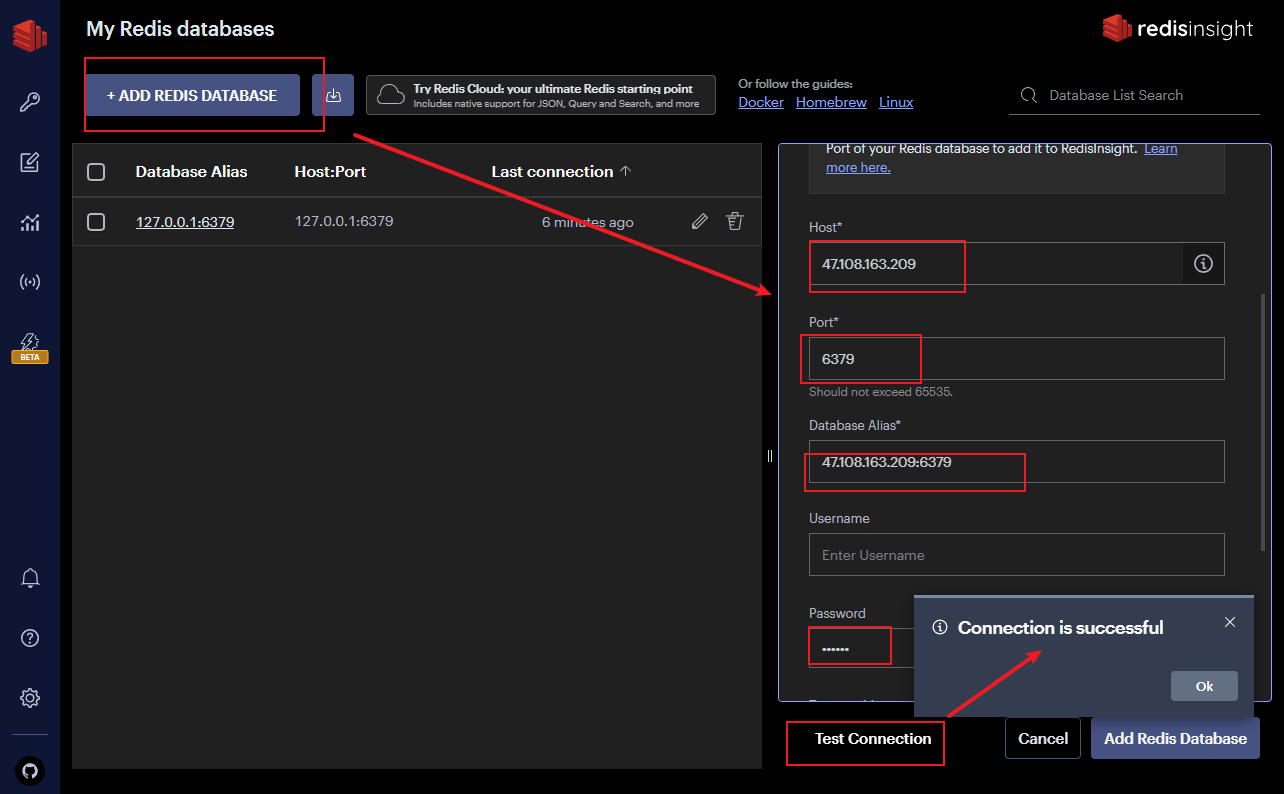 My Redis databases
redisinsight
+ ADD REDIS DATABASE
Try Redis Cloud: your ultimate Redis starting point
Includes native support for JSON, Query and Search, and more
Or follow the guides:
Docker Homebrew Linux
Database List Search
Database Alias Host:Port Last connection
127.0.0.1:6379 127.0.0.1:6379 6 minutes ago
BETA
Port of your Redis database to add it to RedisInsight. Learn
more here.
Host*
47.108.163.209
Port*
6379
Should not exceed 65535.
Database Alias*
47.108.163.209:6379
Username
Enter Username
Password
••••••
Connection is successful
Ok
Test Connection
Cancel
Add Redis Database